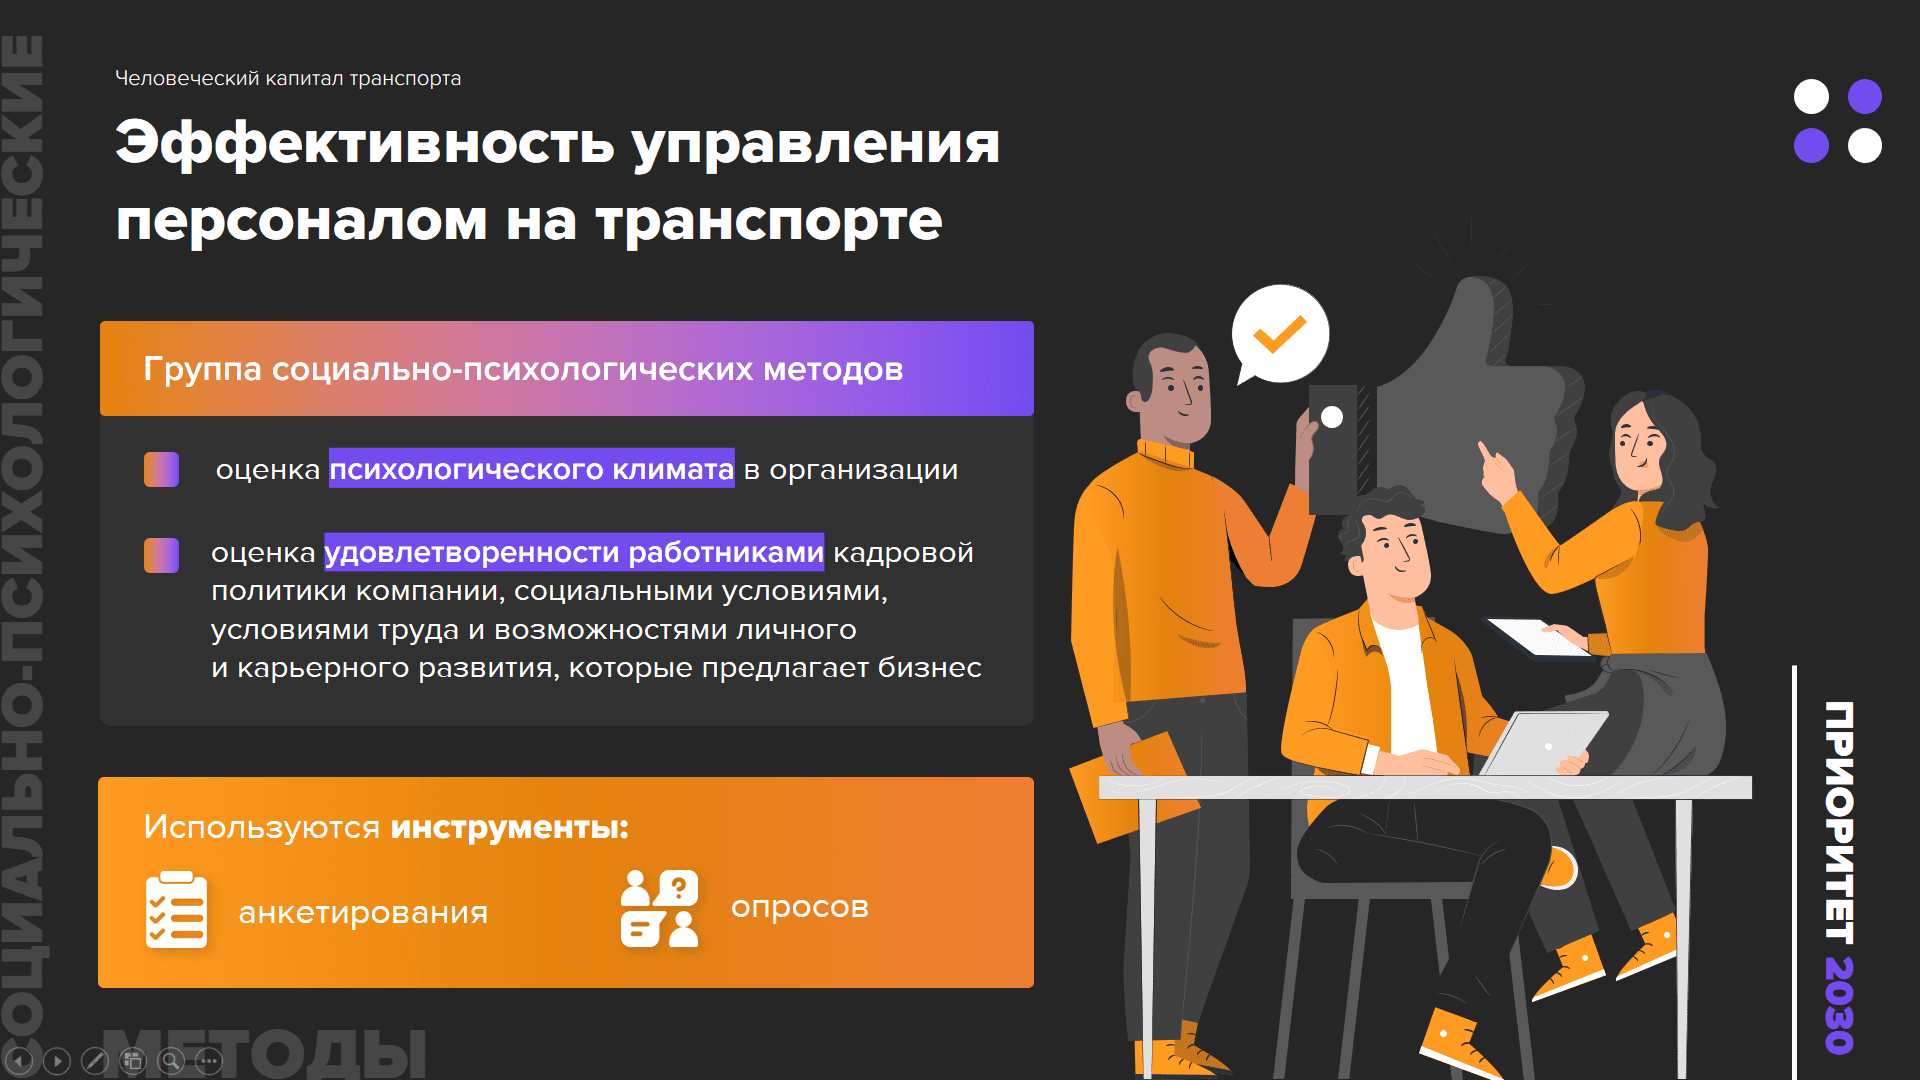 Человеческий капитал транспорта
Эффективность управления
персоналом на транспорте
Группа социально-психологических методов
оценка психологического климата в организации
оценка удовлетворенности работниками кадровой
политики компании, социальными условиями,
условиями труда и возможностями личного
и карьерного развития, которые предлагает бизнес
Используются инструменты:
анкетирования
опросов
СОЦИАЛЬНО-ПСИХОЛОГИЧЕСКИЕ
МЕТОДЫ
ПРИОРИТЕТ 2030